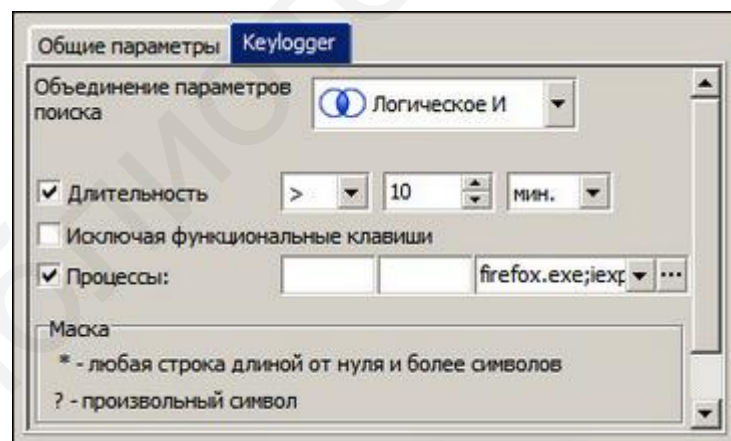 Общие параметры Keylogger
Объединение параметров поиска
Логическое И
Длительность > 10 мин.
Исключая функциональные клавиши
Процессы: firefox.exe;iexp
Маска
* - любая строка длиной от нуля и более символов
? - произвольный символ